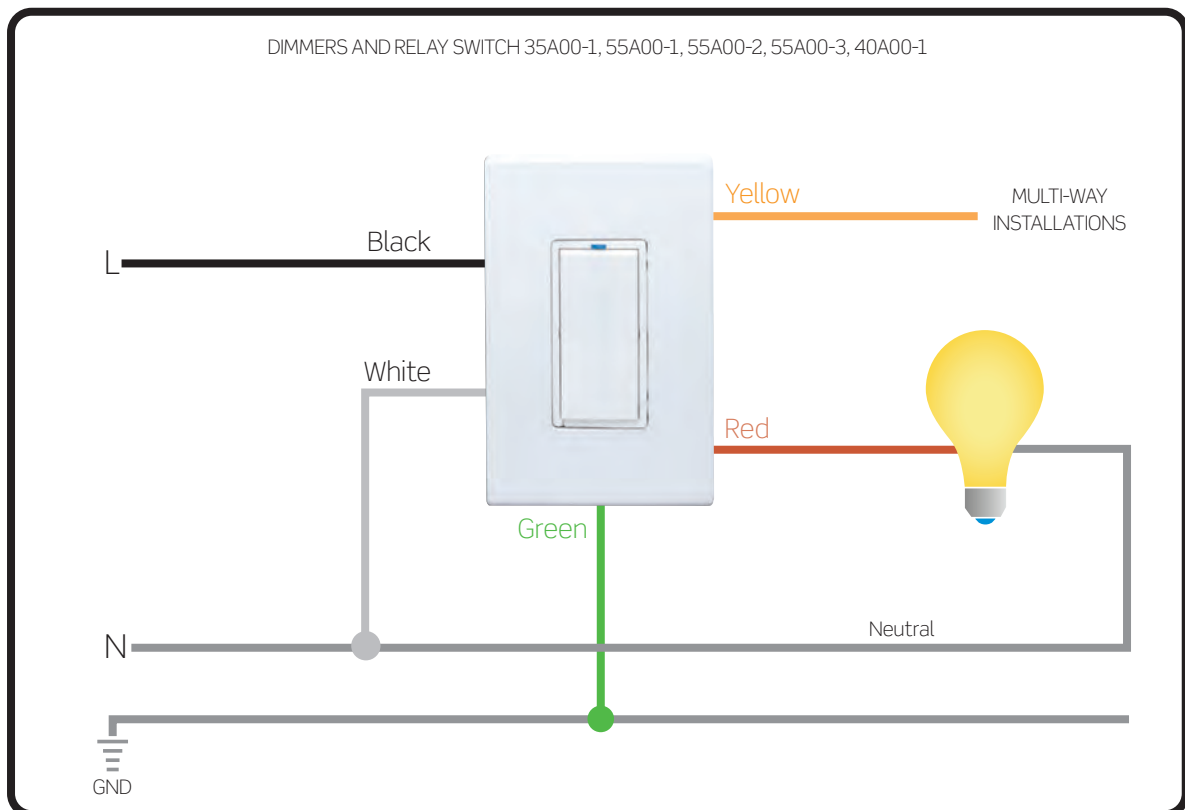 DIMMERS AND RELAY SWITCH 35A00-1, 55A00-1, 55A00-2, 55A00-3, 40A00-1
Yellow
MULTI-WAY
INSTALLATIONS
Black
L
White
Red
Green
Neutral
N
GND